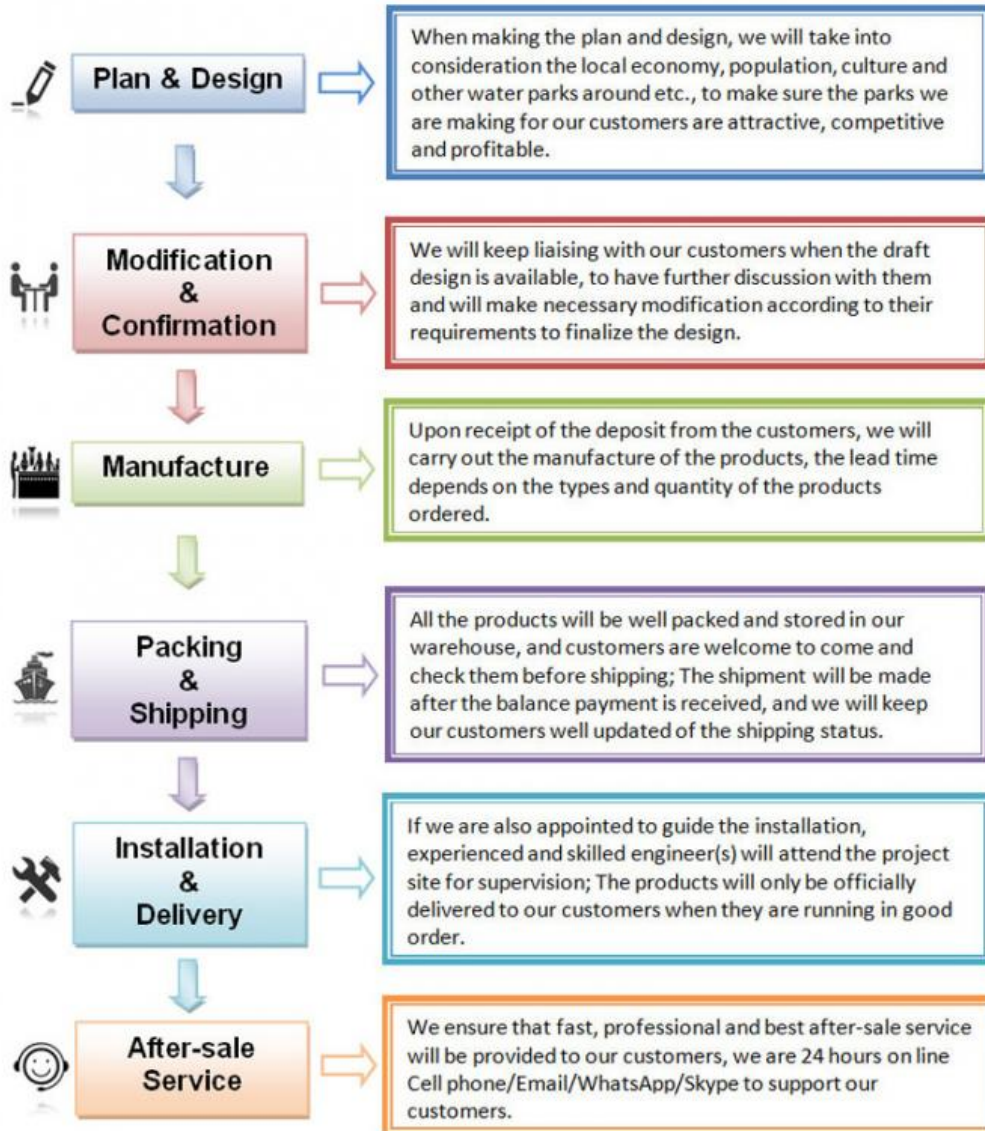 Plan & Design
When making the plan and design, we will take into
consideration the local economy, population, culture and
other water parks around etc., to make sure the parks we
are making for our customers are attractive, competitive
and profitable.
Modification
&
Confirmation
We will keep liaising with our customers when the draft
design is available, to have further discussion with them
and will make necessary modification according to their
requirements to finalize the design.
Manufacture
Upon receipt of the deposit from the customers, we will
carry out the manufacture of the products, the lead time
depends on the types and quantity of the products
ordered.
Packing
&
Shipping
All the products will be well packed and stored in our
warehouse, and customers are welcome to come and
check them before shipping; The shipment will be made
after the balance payment is received, and we will keep
our customers well updated of the shipping status.
Installation
&
Delivery
If we are also appointed to guide the installation,
experienced and skilled engineer(s) will attend the project
site for supervision; The products will only be officially
delivered to our customers when they are running in good
order.
After-sale
Service
We ensure that fast, professional and best after-sale service
will be provided to our customers, we are 24 hours on line
Cell phone/Email/WhatsApp/Skype to support our
customers.